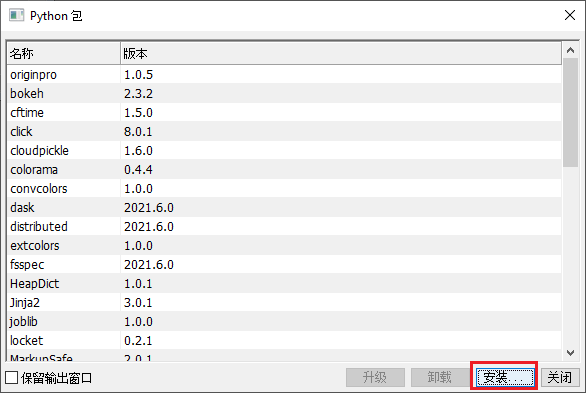 Python 包
名称 版本
originpro 1.0.5
bokeh 2.3.2
cftime 1.5.0
click 8.0.1
cloudpickle 1.6.0
colorama 0.4.4
convcolors 1.0.0
dask 2021.6.0
distributed 2021.6.0
extcolors 1.0.0
fsspec 2021.6.0
HeapDict 1.0.1
Jinja2 3.0.1
joblib 1.0.0
locket 0.2.1
MarkupSafe 2.0.1
保留输出窗口 升级 卸载 安装... 关闭